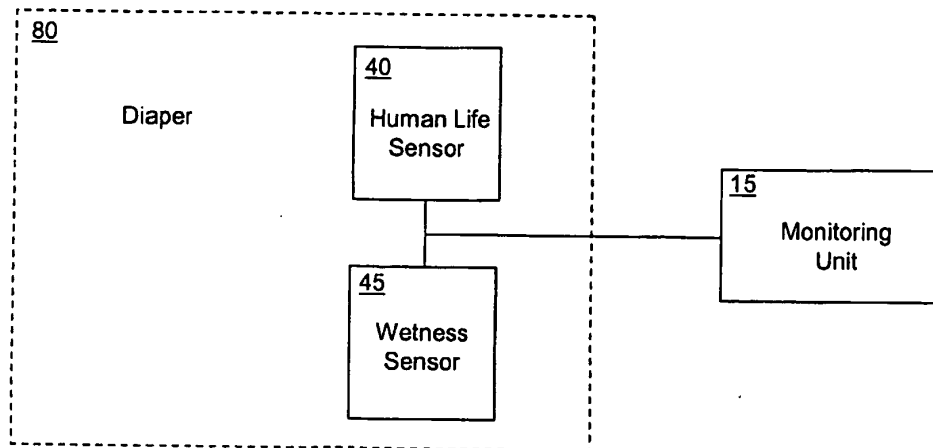 80
Diaper
40
Human Life
Sensor
15
Monitoring
Unit
45
Wetness
Sensor